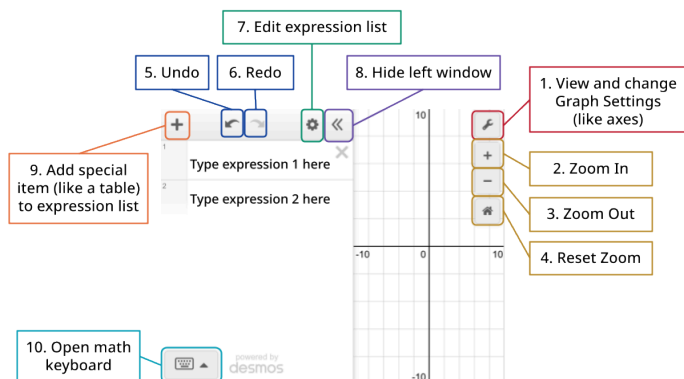 7. Edit expression list
5. Undo
6. Redo
8. Hide left window
1. View and change
Graph Settings
(like axes)
10
1
Type expression 1 here
2. Zoom In
9. Add special
item (like a table)
to expression list
2
Type expression 2 here
3. Zoom Out
-10
0
10
4. Reset Zoom
10. Open math
keyboard
powered by
desmos
-10